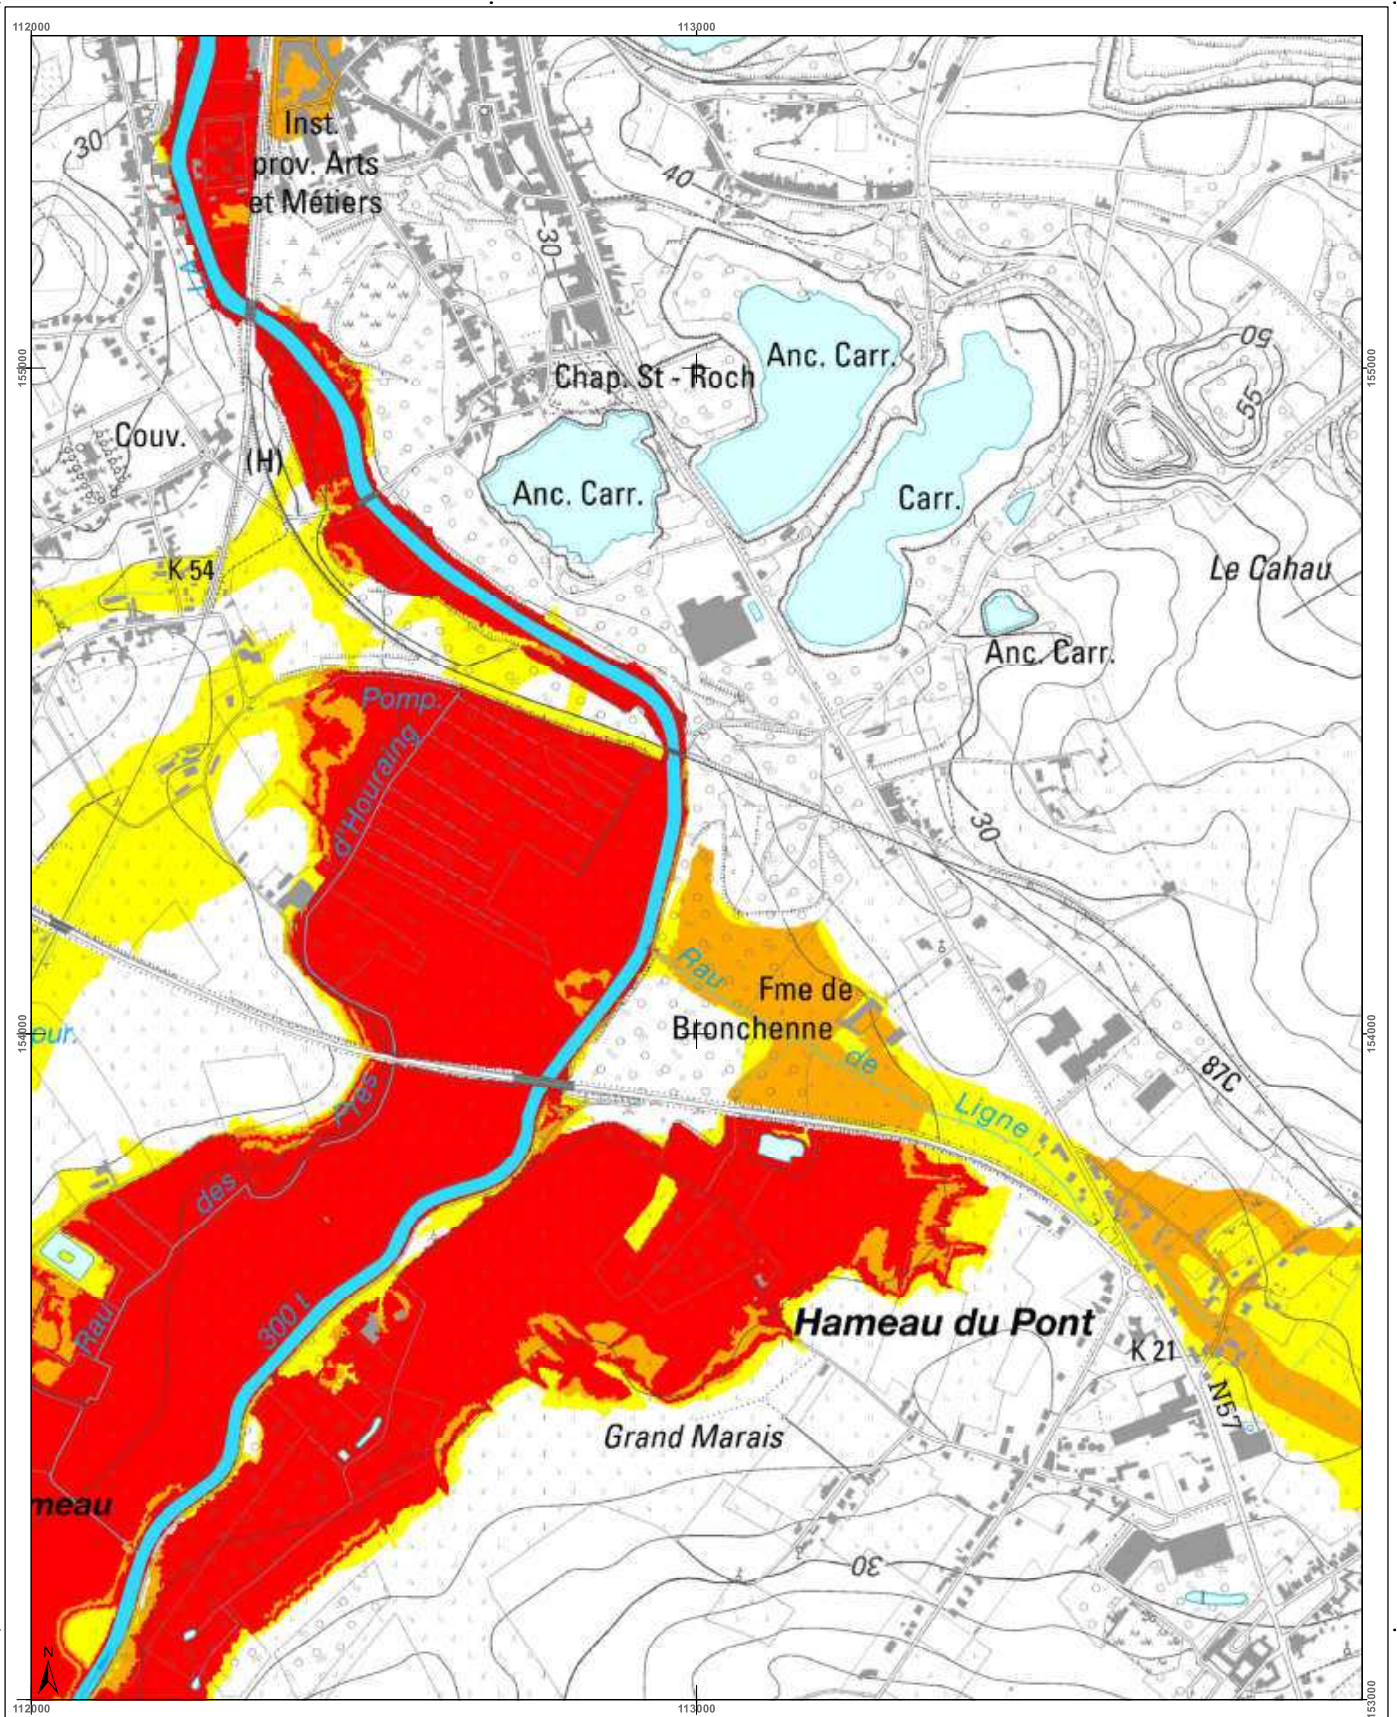 112000
113000
30
Inst.
prov. Arts
et Métiers
40
30
155000
155000
Anc. Carr.
Chap. St - Roch
50
55
Couv.
(H)
Anc. Carr.
Carr.
K 54
Le Cahau
Anc. Carr.
Pomp.
d'Houraing
30
Rau
Fme de
Bronchenne
154000
154000
eur.
de
87C
Prés
Ligne
des
Rau
300 t
Hameau du Pont
K 21
N57
Grand Marais
meau
30
N
112000
113000
153000